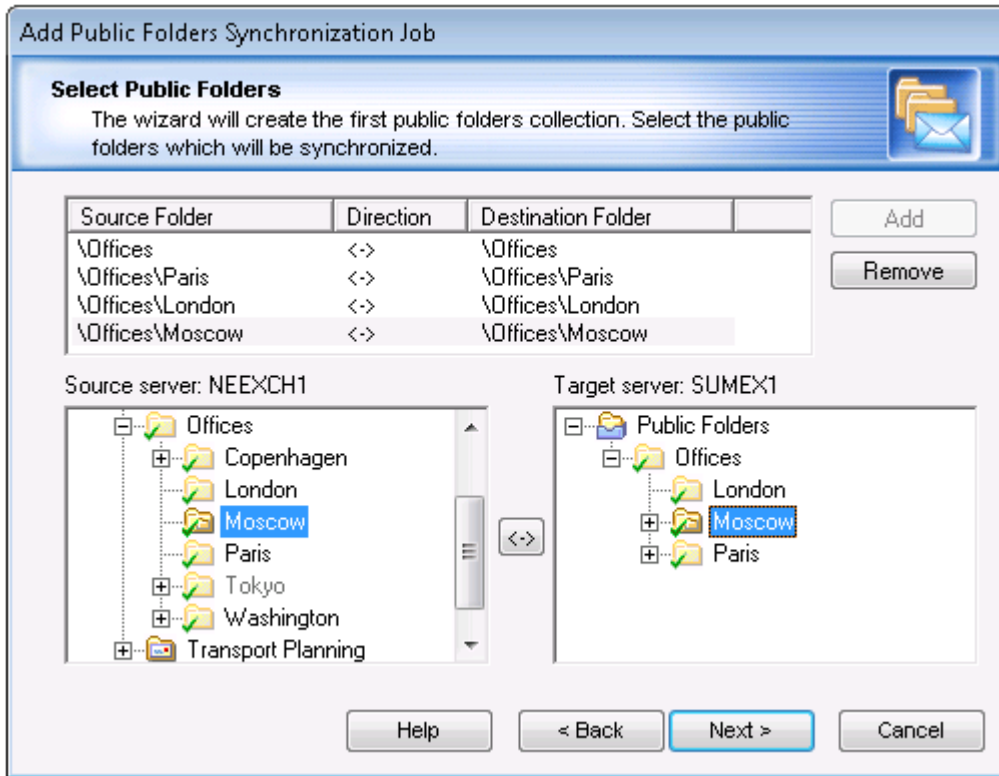 Add Public Folders Synchronization Job
Select Public Folders
The wizard will create the first public folders collection. Select the public
folders which will be synchronized.
Source Folder Direction Destination Folder
\Offices <-> \Offices
\Offices\Paris <-> \Offices\Paris
\Offices\London <-> \Offices\London
\Offices\Moscow <-> \Offices\Moscow
Add
Remove
Source server: NEEXCH1
Offices
Copenhagen
London
Moscow
Paris
Tokyo
Washington
Transport Planning
<->
Target server: SUMEX1
Public Folders
Offices
London
Moscow
Paris
Help
< Back
Next >
Cancel